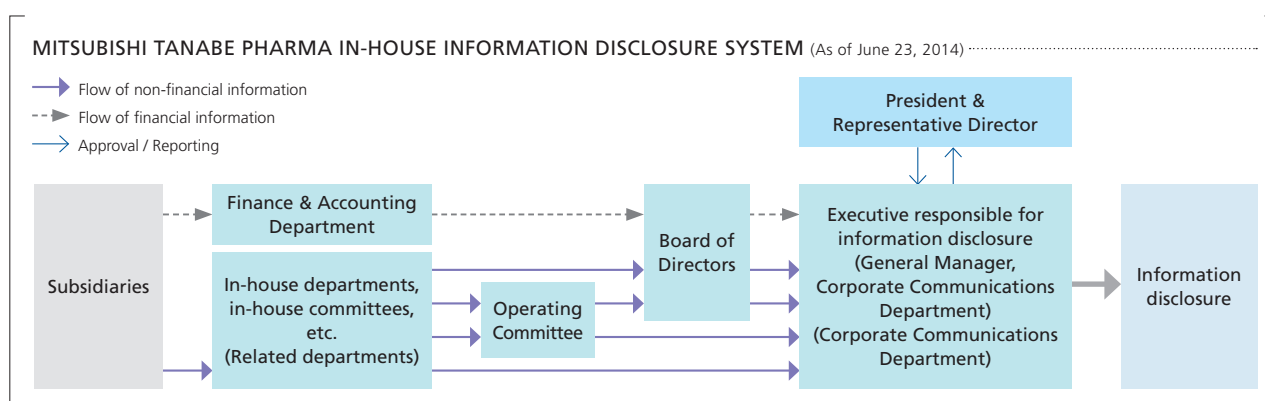 MITSUBISHI TANABE PHARMA IN-HOUSE INFORMATION DISCLOSURE SYSTEM (As of June 23, 2014)
Flow of non-financial information
Flow of financial information
Approval / Reporting
President &
Representative Director
Subsidiaries
Finance & Accounting
Department
In-house departments,
in-house committees,
etc.
(Related departments)
Operating
Committee
Board of
Directors
Executive responsible for
information disclosure
(General Manager,
Corporate Communications
Department)
(Corporate Communications
Department)
Information
disclosure